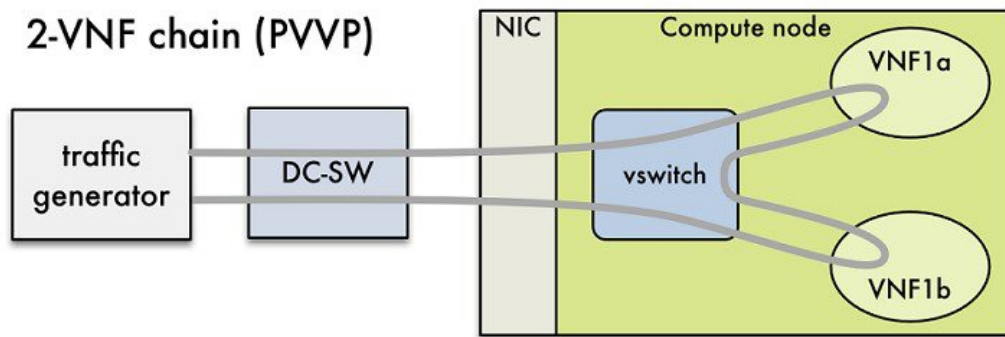 2-VNF chain (PVVP)
NIC
Compute node
VNF1a
traffic
generator
DC-SW
vswitch
VNF1b